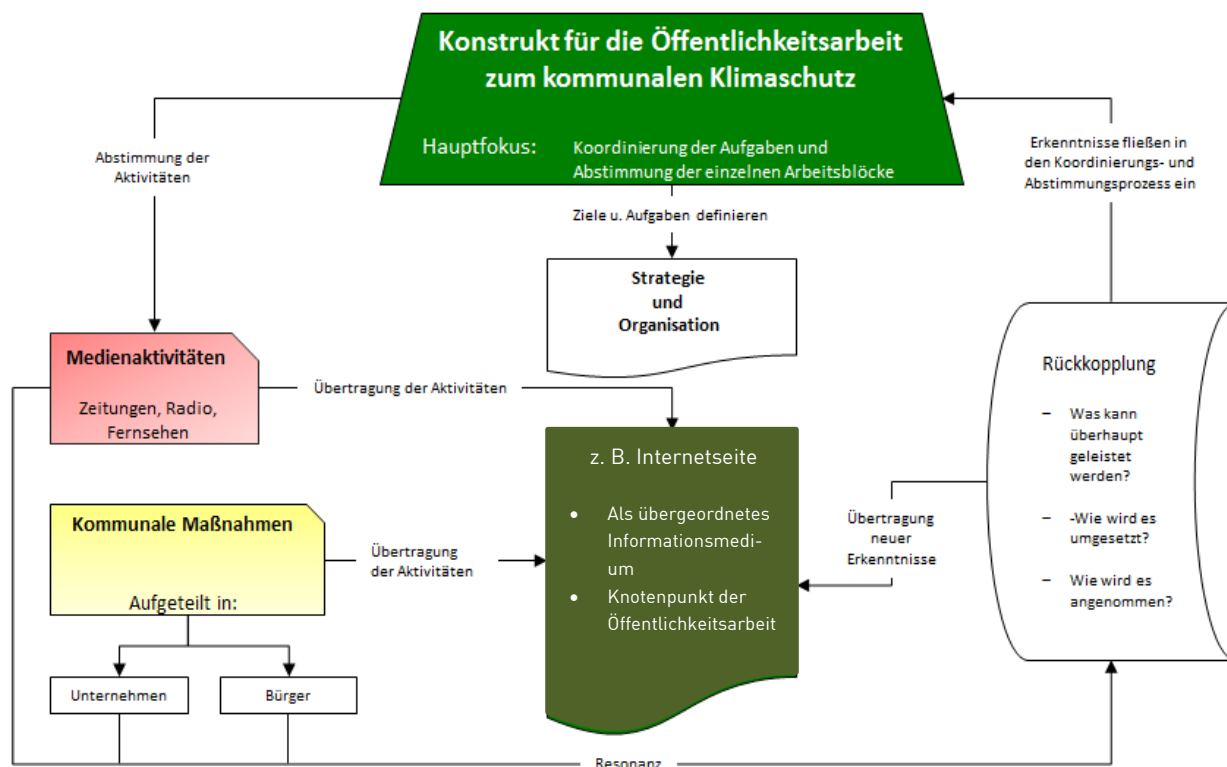 Konstrukt für die Öffentlichkeitsarbeit
zum kommunalen Klimaschutz
Hauptfokus: Koordinierung der Aufgaben und
Abstimmung der einzelnen Arbeitsblöcke
Abstimmung der
Aktivitäten
Erkenntnisse fließen in
den Koordinierungs- und
Abstimmungsprozess ein
Ziele u. Aufgaben definieren
Strategie
und
Organisation
Medienaktivitäten
Zeitungen, Radio,
Fernsehen
Übertragung der Aktivitäten
Rückkopplung
– Was kann
überhaupt
geleistet
werden?
– -Wie wird es
umgesetzt?
– Wie wird es
angenommen?
z. B. Internetseite
• Als übergeordnetes
Informationsmedi-
um
• Knotenpunkt der
Öffentlichkeitsarbeit
Übertragung
neuer
Erkenntnisse
Kommunale Maßnahmen
Aufgeteilt in:
Übertragung
der Aktivitäten
Unternehmen
Bürger
Resonanz